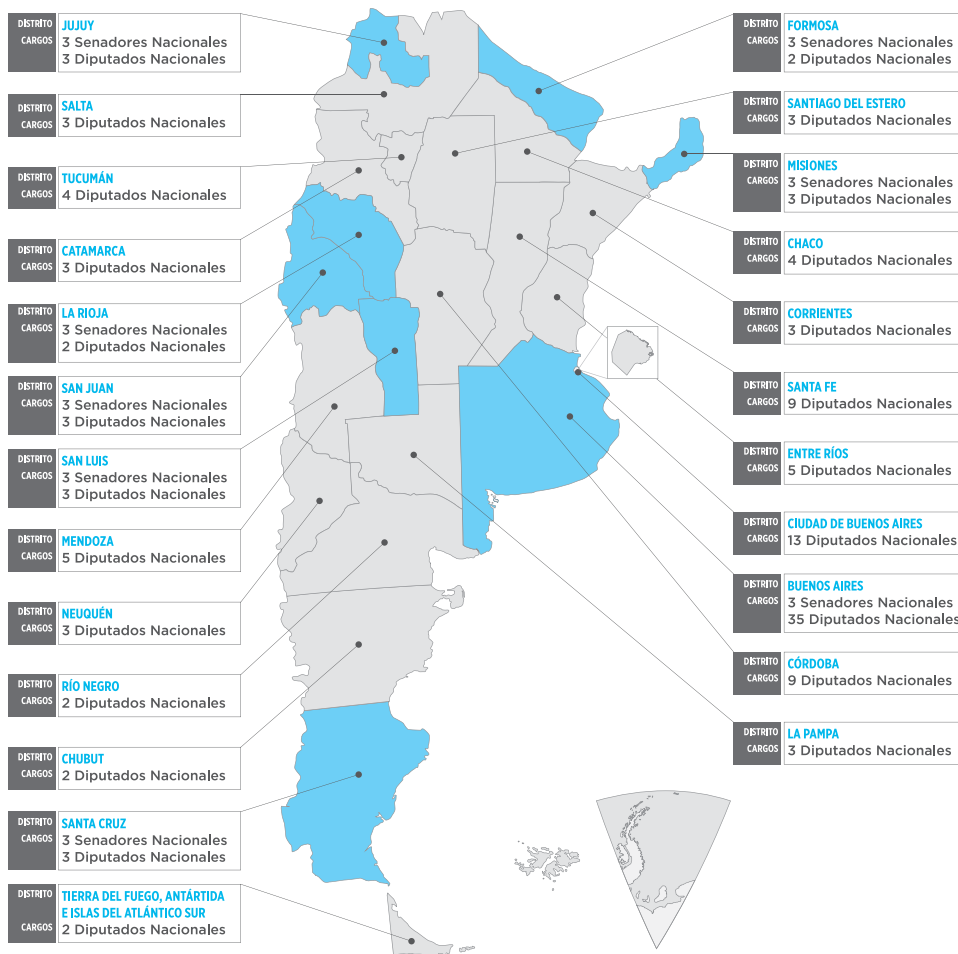 DISTRITO JUJUY
CARGOS 3 Senadores Nacionales
3 Diputados Nacionales
DISTRITO SALTA
CARGOS 3 Diputados Nacionales
DISTRITO TUCUMÁN
CARGOS 4 Diputados Nacionales
DISTRITO CATAMARCA
CARGOS 3 Diputados Nacionales
DISTRITO LA RIOJA
CARGOS 3 Senadores Nacionales
2 Diputados Nacionales
DISTRITO SAN JUAN
CARGOS 3 Senadores Nacionales
3 Diputados Nacionales
DISTRITO SAN LUIS
CARGOS 3 Senadores Nacionales
3 Diputados Nacionales
DISTRITO MENDOZA
CARGOS 5 Diputados Nacionales
DISTRITO NEUQUÉN
CARGOS 3 Diputados Nacionales
DISTRITO RÍO NEGRO
CARGOS 2 Diputados Nacionales
DISTRITO CHUBUT
CARGOS 2 Diputados Nacionales
DISTRITO SANTA CRUZ
CARGOS 3 Senadores Nacionales
3 Diputados Nacionales
DISTRITO TIERRA DEL FUEGO, ANTÁRTIDA
E ISLAS DEL ATLÁNTICO SUR
CARGOS 2 Diputados Nacionales
DISTRITO FORMOSA
CARGOS 3 Senadores Nacionales
2 Diputados Nacionales
DISTRITO SANTIAGO DEL ESTERO
CARGOS 3 Diputados Nacionales
DISTRITO MISIONES
CARGOS 3 Senadores Nacionales
3 Diputados Nacionales
DISTRITO CHACO
CARGOS 4 Diputados Nacionales
DISTRITO CORRIENTES
CARGOS 3 Diputados Nacionales
DISTRITO SANTA FE
CARGOS 9 Diputados Nacionales
DISTRITO ENTRE RÍOS
CARGOS 5 Diputados Nacionales
DISTRITO CIUDAD DE BUENOS AIRES
CARGOS 13 Diputados Nacionales
DISTRITO BUENOS AIRES
CARGOS 3 Senadores Nacionales
35 Diputados Nacionales
DISTRITO CÓRDOBA
CARGOS 9 Diputados Nacionales
DISTRITO LA PAMPA
CARGOS 3 Diputados Nacionales